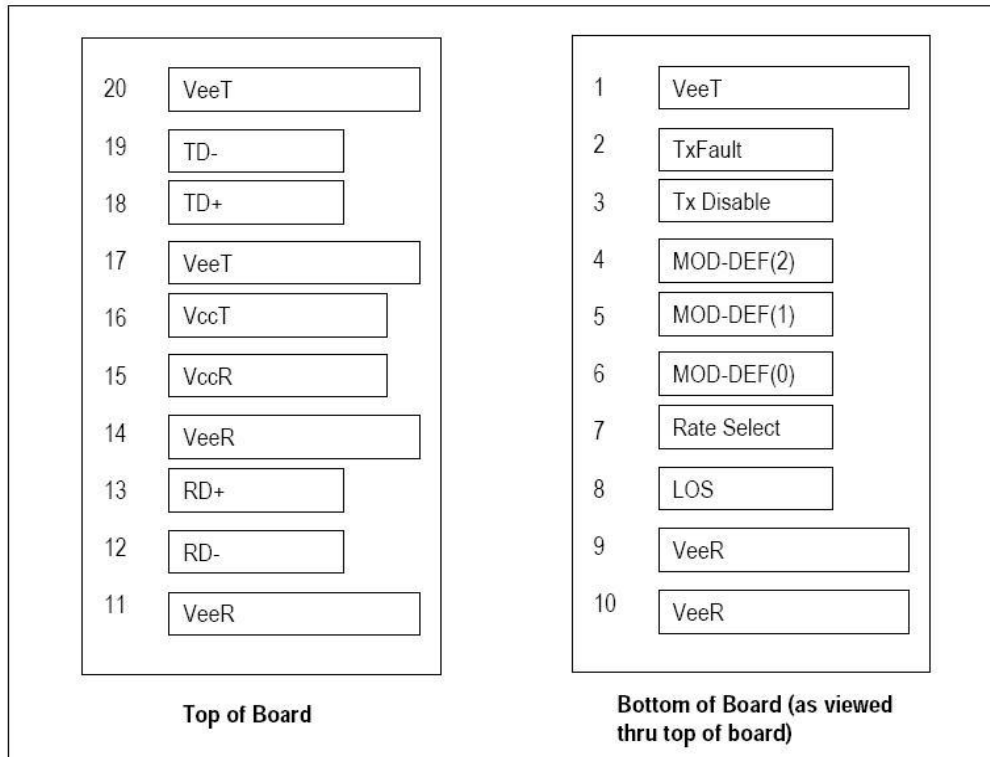 20 VeeT
19 TD-
18 TD+
17 VeeT
16 VccT
15 VccR
14 VeeR
13 RD+
12 RD-
11 VeeR
Top of Board
1 VeeT
2 TxFault
3 Tx Disable
4 MOD-DEF(2)
5 MOD-DEF(1)
6 MOD-DEF(0)
7 Rate Select
8 LOS
9 VeeR
10 VeeR
Bottom of Board (as viewed
thru top of board)